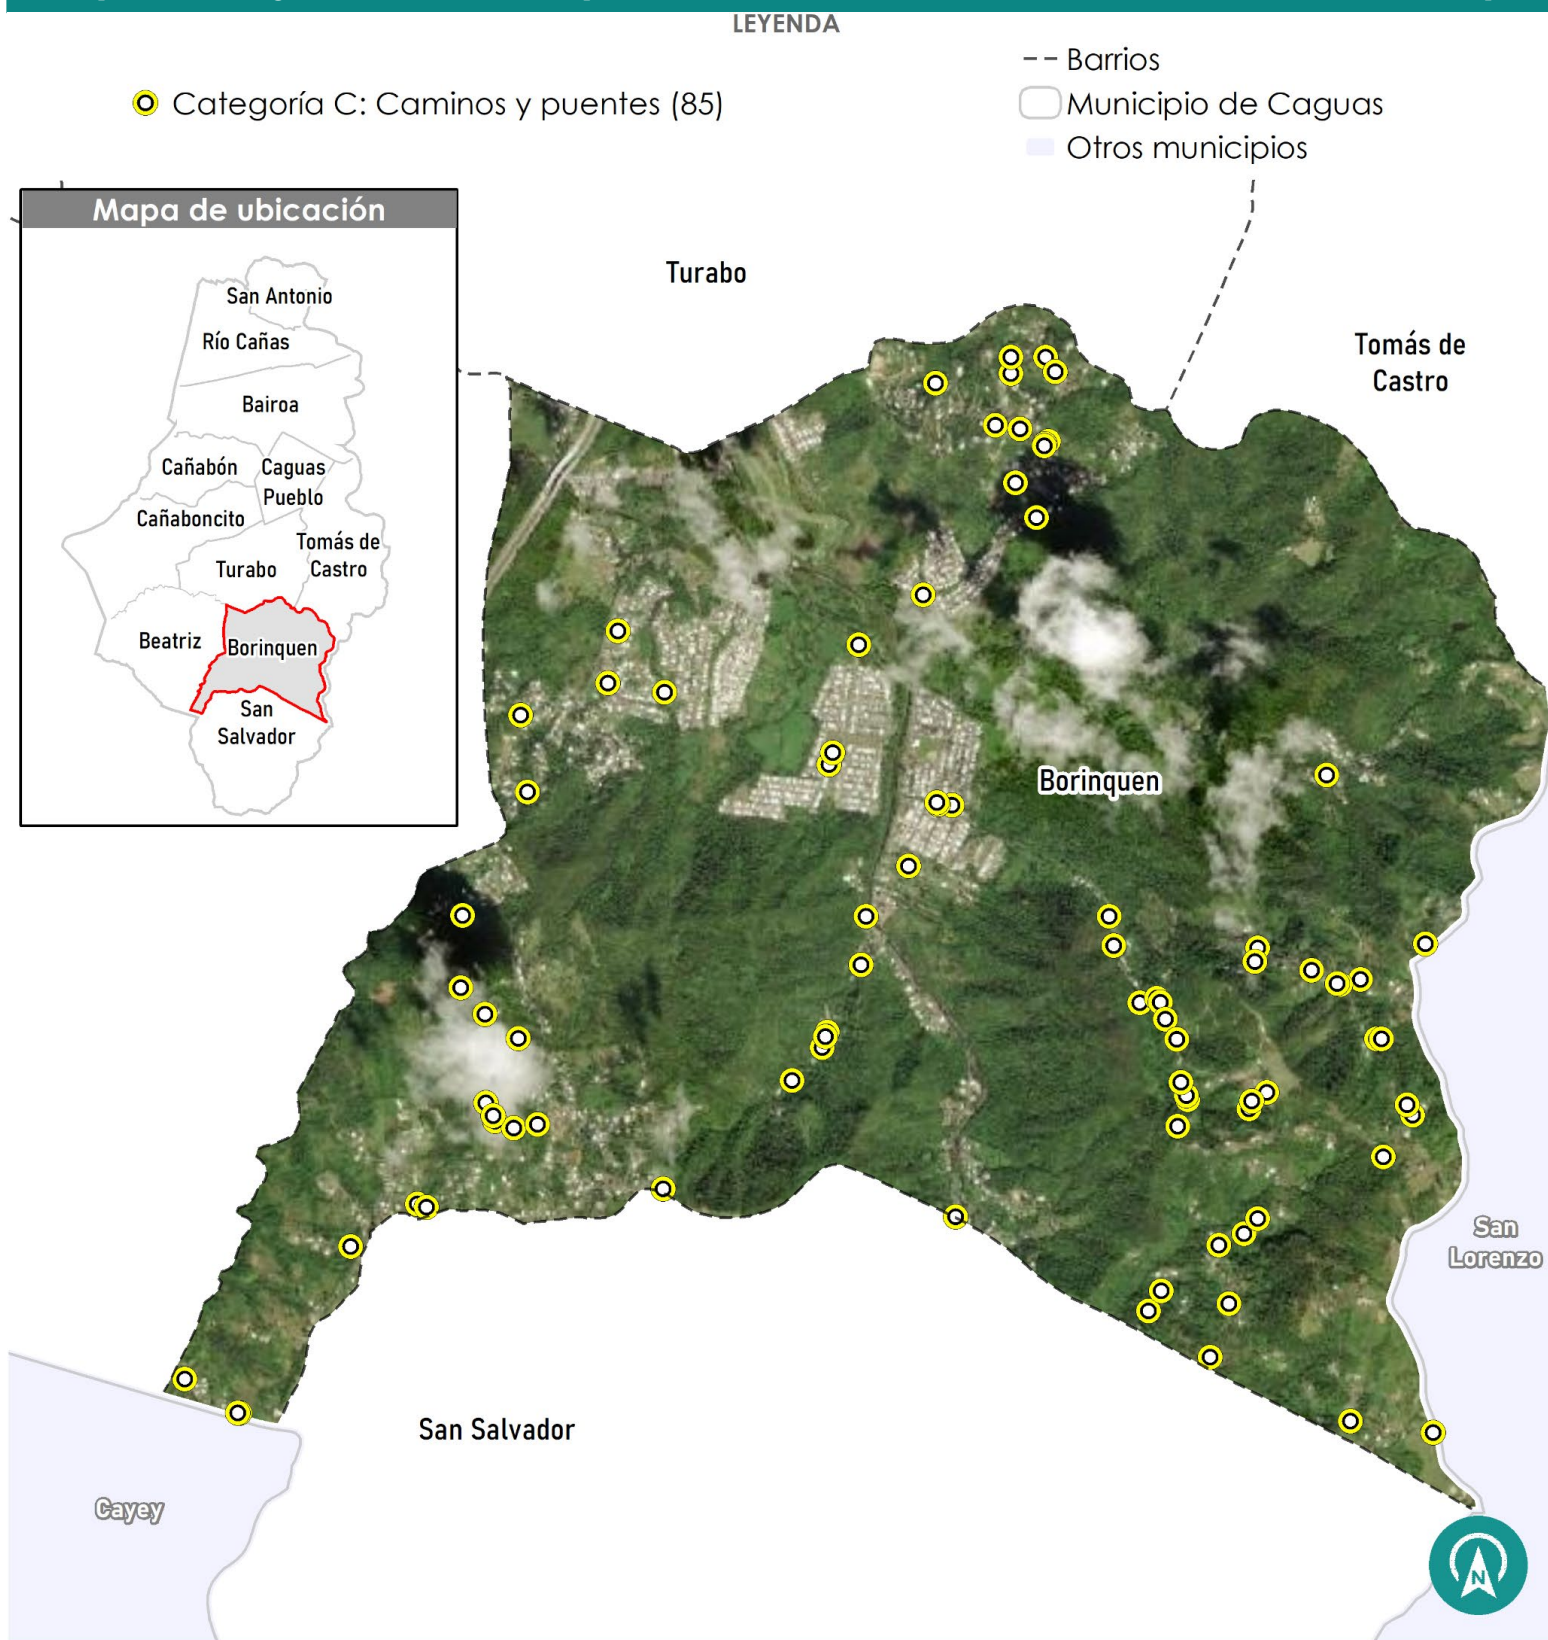 LEYENDA
Categoría C: Caminos y puentes (85)
Barrios
Municipio de Caguas
Otros municipios
Mapa de ubicación
San Antonio
Río Cañas
Bairoa
Cañabón
Caguas
Pueblo
Cañaboncito
Tomás de
Castro
Turabo
Beatriz
Borinquen
San
Salvador
Turabo
Tomás de
Castro
Borinquen
San
Lorenzo
San Salvador
Cayey
N